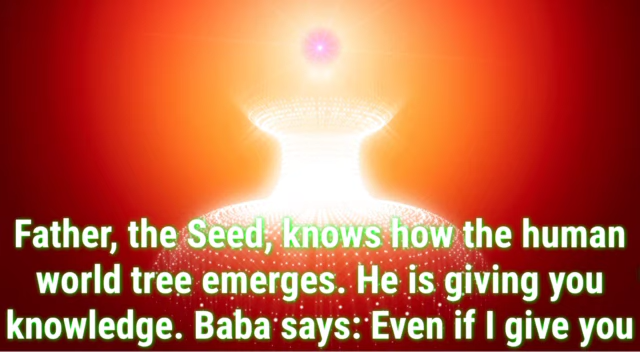 Father, the Seed, knows how the human
world tree emerges. He is giving you
knowledge. Baba says: Even if I give you